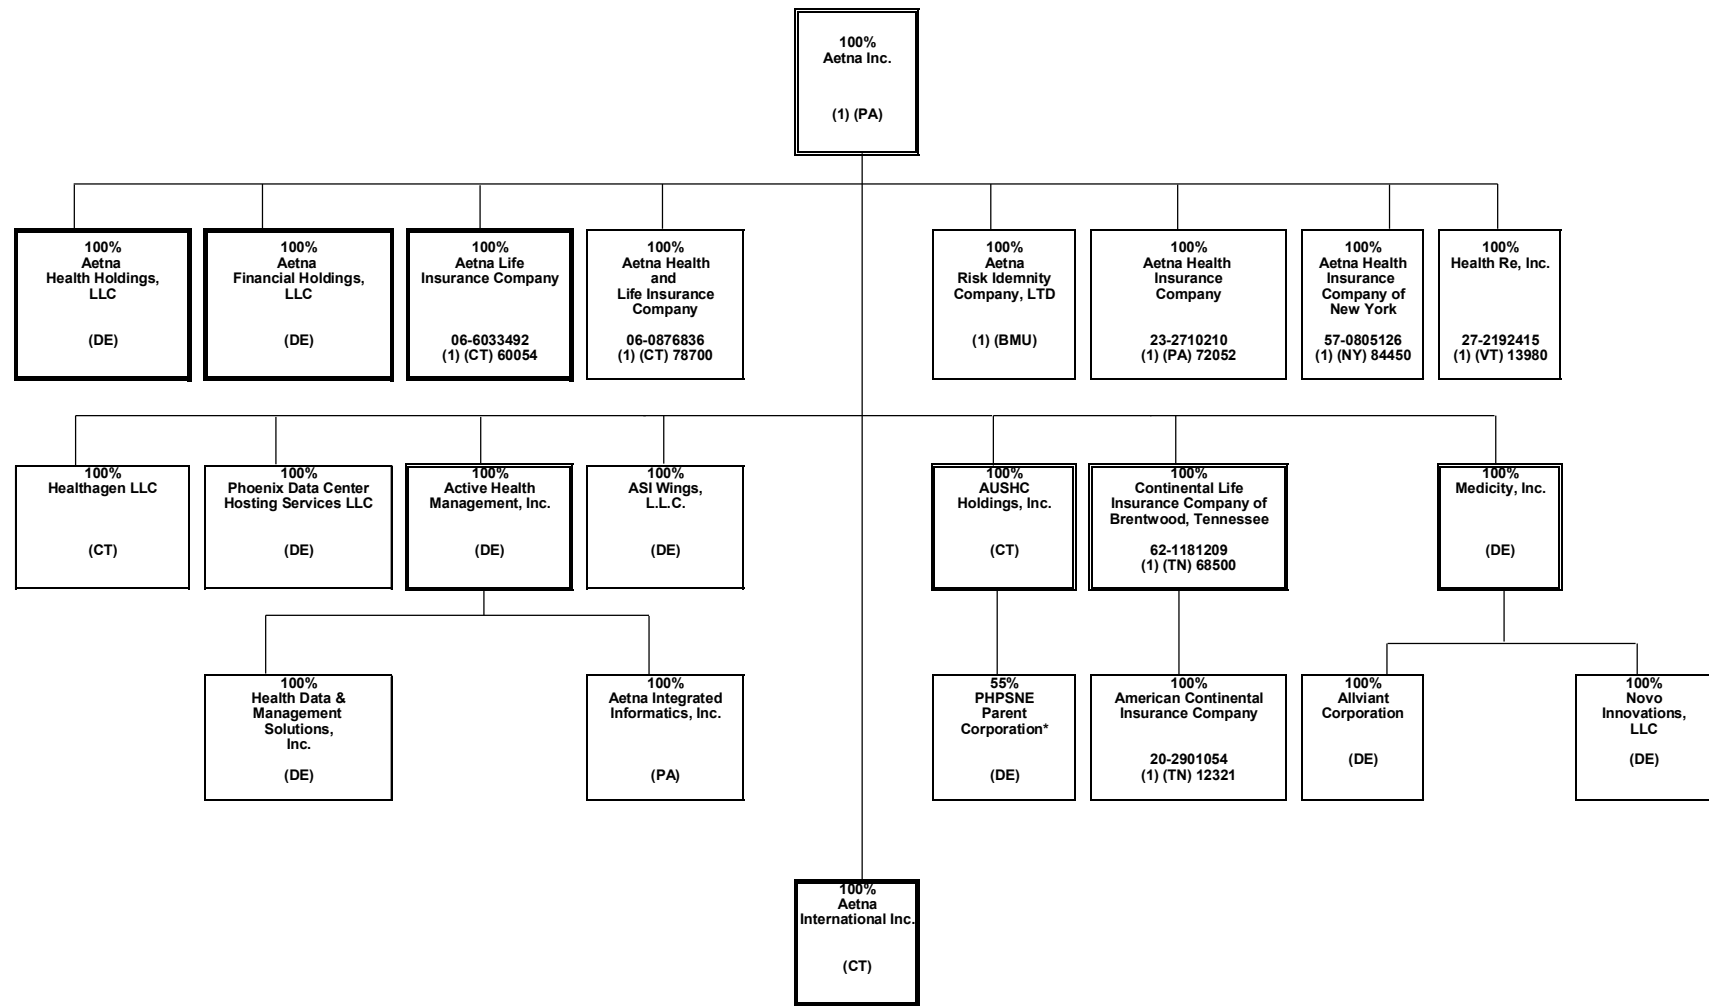 100%
Aetna Inc.
(1) (PA)
100%
Aetna
Health Holdings,
LLC
(DE)
100%
Aetna
Financial Holdings,
LLC
(DE)
100%
Aetna Life
Insurance Company
06-6033492
(1) (CT) 60054
100%
Aetna Health
and
Life Insurance
Company
06-0876836
(1) (CT) 78700
100%
Aetna
Risk Idemnity
Company, LTD
(1) (BMU)
100%
Aetna Health
Insurance
Company
23-2710210
(1) (PA) 72052
100%
Aetna Health
Insurance
Company of
New York
57-0805126
(1) (NY) 84450
100%
Health Re, Inc.
27-2192415
(1) (VT) 13980
100%
Healthagen LLC
(CT)
100%
Phoenix Data Center
Hosting Services LLC
(DE)
100%
Active Health
Management, Inc.
(DE)
100%
ASI Wings,
L.L.C.
(DE)
100%
AUSHC
Holdings, Inc.
(CT)
100%
Continental Life
Insurance Company of
Brentwood, Tennessee
62-1181209
(1) (TN) 68500
100%
Medicity, Inc.
(DE)
100%
Health Data &
Management
Solutions,
Inc.
(DE)
100%
Aetna Integrated
Informatics, Inc.
(PA)
55%
PHPSNE
Parent
Corporation*
(DE)
100%
American Continental
Insurance Company
20-2901054
(1) (TN) 12321
100%
Allviant
Corporation
(DE)
100%
Novo
Innovations,
LLC
(DE)
100%
Aetna
International Inc.
(CT)